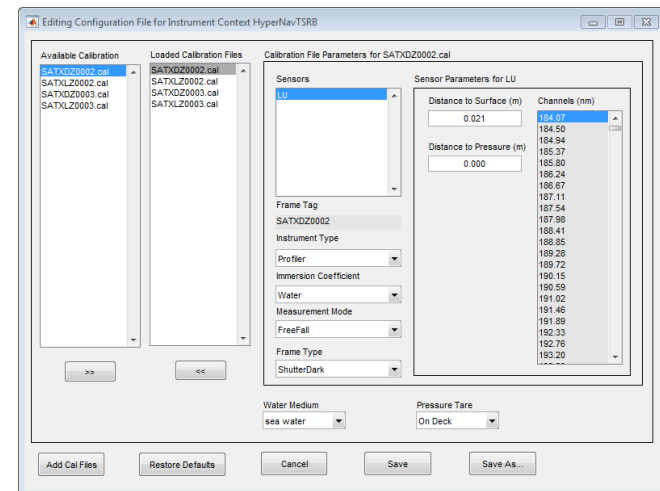 Editing Configuration File for Instrument Context HyperNavTSRB
Available Calibration
SATXDZ0002.cal
SATXLZ0002.cal
SATXDZ0003.cal
SATXLZ0003.cal
>>
Loaded Calibration Files
SATXDZ0002.cal
SATXLZ0002.cal
SATXDZ0003.cal
SATXLZ0003.cal
<<
Calibration File Parameters for SATXDZ0002.cal
Sensors
LU
Frame Tag
SATXDZ0002
Instrument Type
Profiler
Immersion Coefficient
Water
Measurement Mode
FreeFall
Frame Type
ShutterDark
Sensor Parameters for LU
Distance to Surface (m)
0.021
Distance to Pressure (m)
0.000
Channels (nm)
184.07
184.50
184.94
185.37
185.80
186.24
186.67
187.11
187.54
187.98
188.41
188.85
189.28
189.72
190.15
190.59
191.02
191.46
191.89
192.33
192.76
193.20
Water Medium
sea water
Pressure Tare
On Deck
Add Cal Files
Restore Defaults
Cancel
Save
Save As...